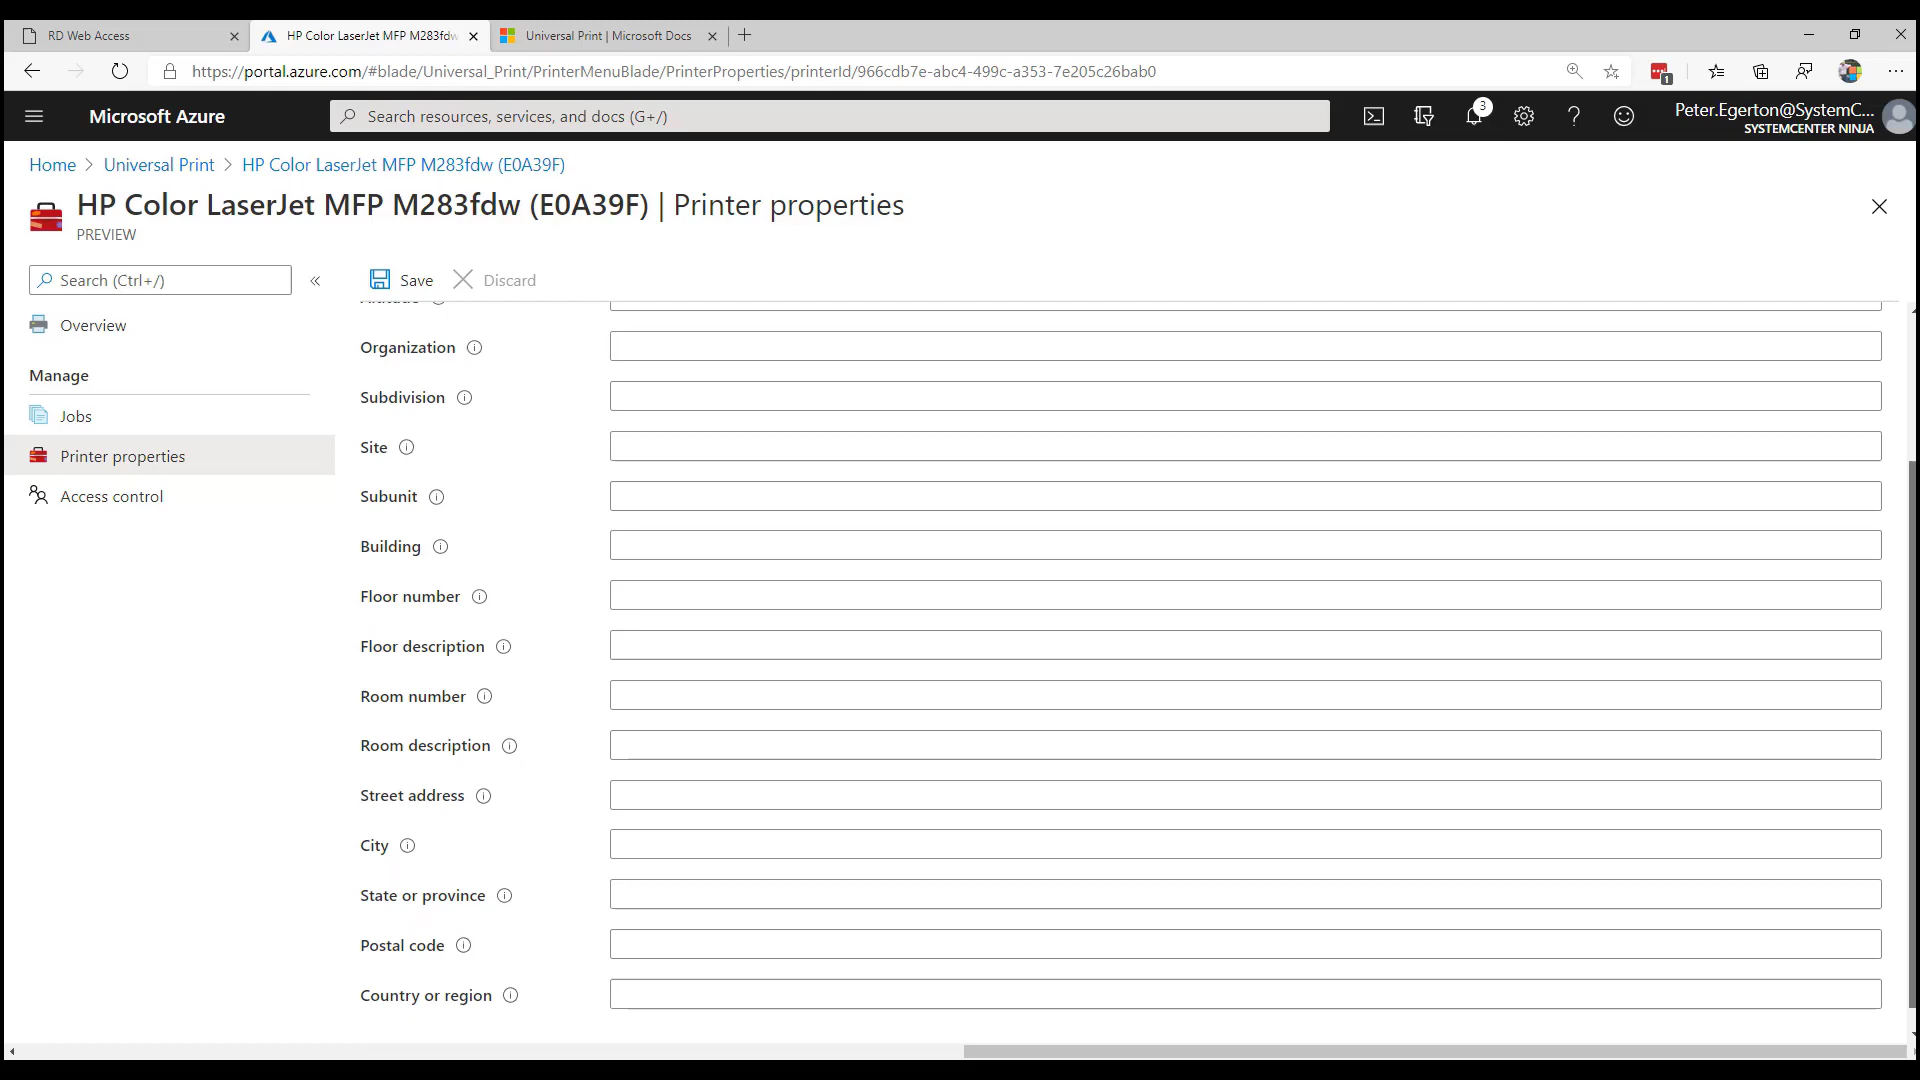 RD Web Access
HP Color LaserJet MFP M283fdw
Universal Print | Microsoft Docs
https://portal.azure.com/#blade/Universal_Print/PrinterMenuBlade/PrinterProperties/printerId/966cdb7e-abc4-499c-a353-7e205c26bab0
1
Microsoft Azure
Search resources, services, and docs (G+/)
3
Peter.Egerton@SystemC...
SYSTEMCENTER NINJA
Home > Universal Print > HP Color LaserJet MFP M283fdw (E0A39F)
HP Color LaserJet MFP M283fdw (E0A39F) | Printer properties
PREVIEW
Search (Ctrl+/)
«
Save
Discard
Overview
Manage
Jobs
Printer properties
Access control
Organization
Subdivision
Site
Subunit
Building
Floor number
Floor description
Room number
Room description
Street address
City
State or province
Postal code
Country or region